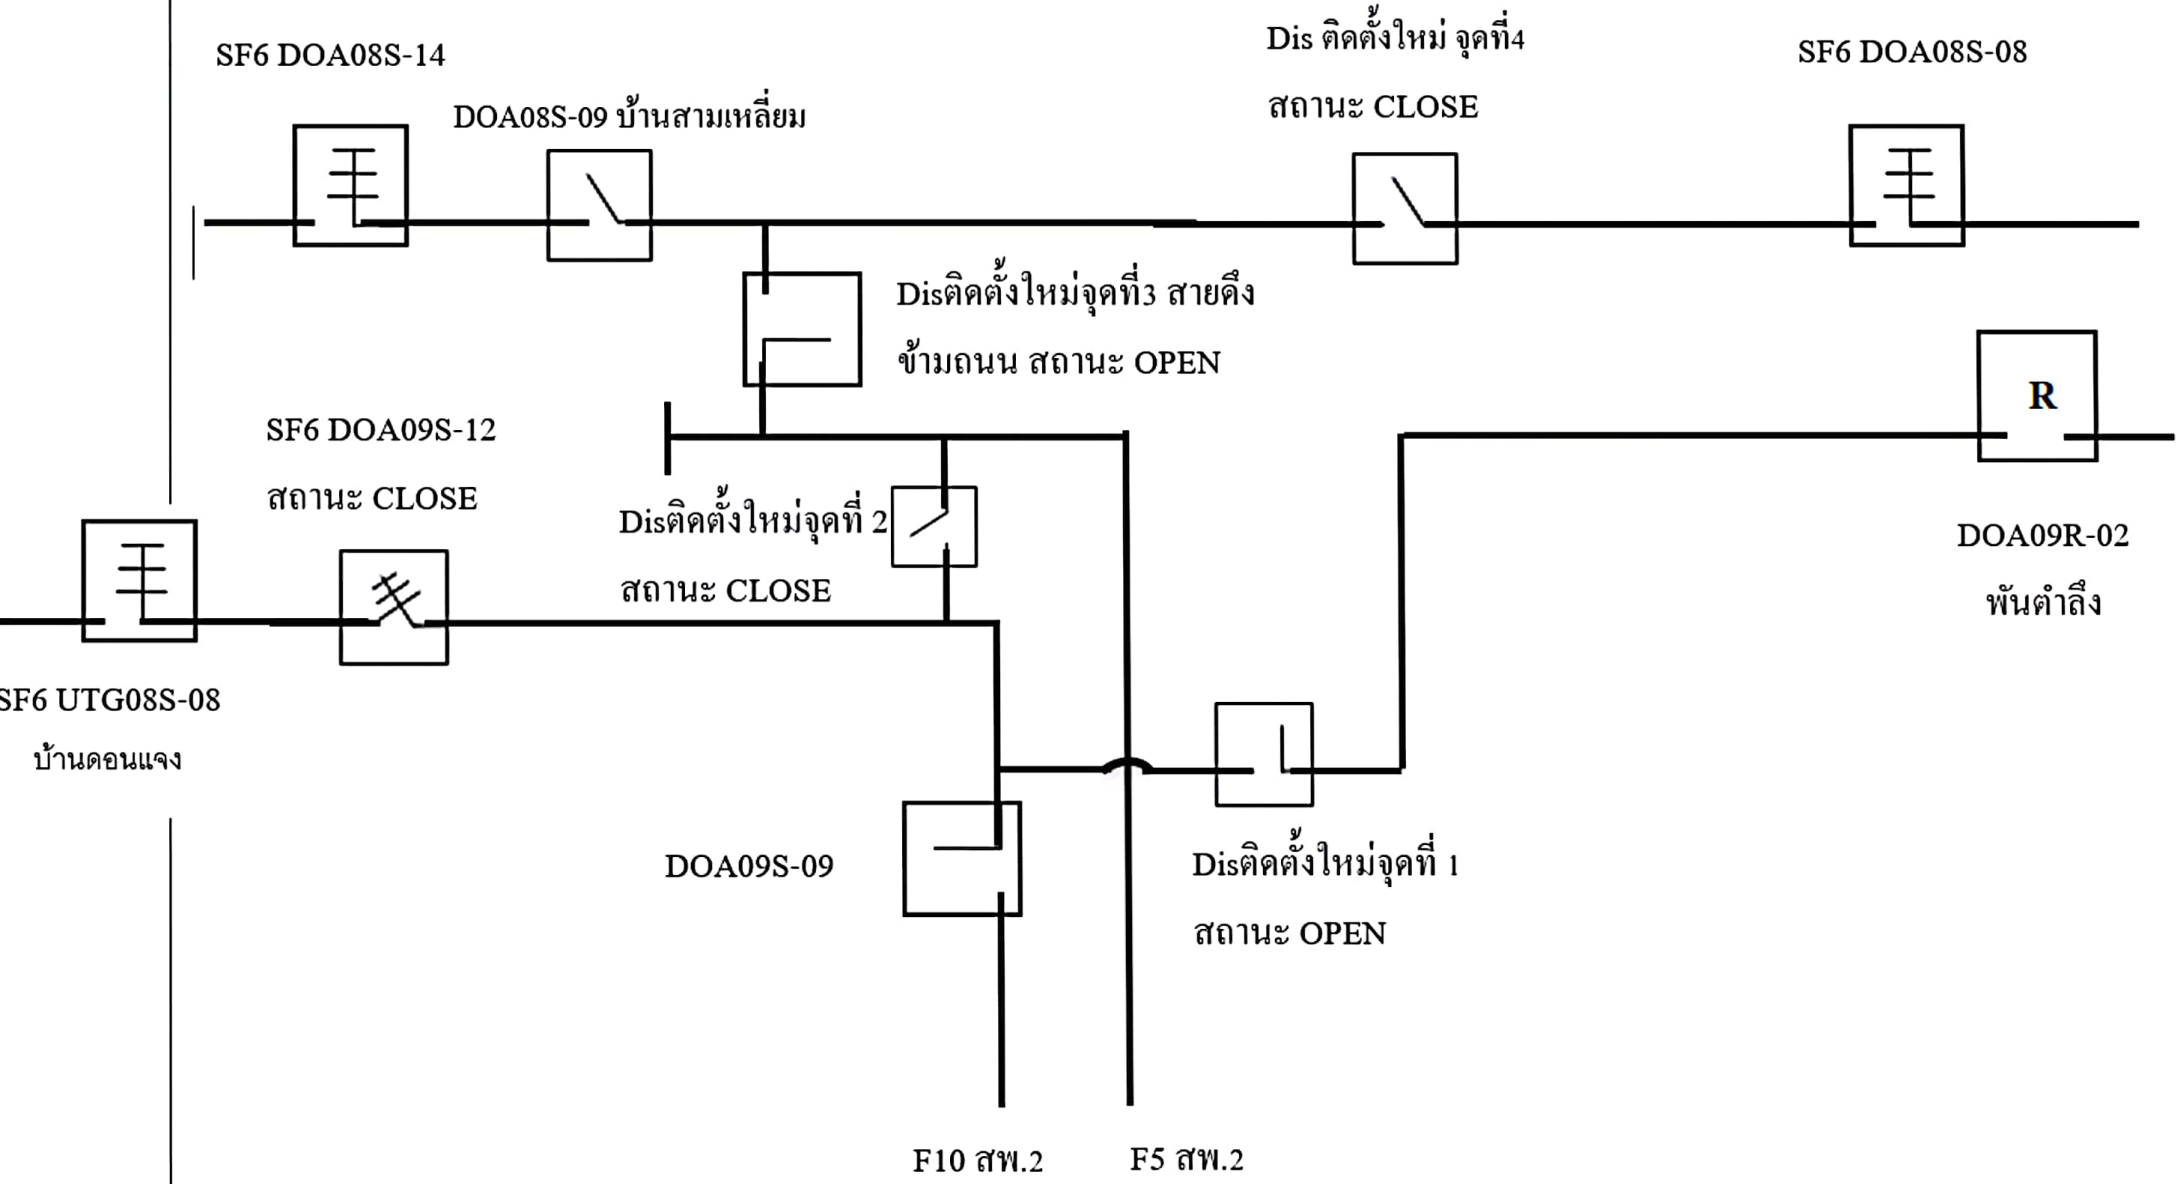 SF6 DOA08S-14
DOA08S-09 บ้านสามเหลี่ยม
Dis ติดตั้งใหม่ จุดที่4
สถานะ CLOSE
SF6 DOA08S-08
Disติดตั้งใหม่จุดที่3 สายดึง
ข้ามถนน สถานะ OPEN
R
DOA09R-02
พันตำลึง
SF6 DOA09S-12
สถานะ CLOSE
Disติดตั้งใหม่จุดที่ 2
สถานะ CLOSE
SF6 UTG08S-08
บ้านดอนแจง
DOA09S-09
Disติดตั้งใหม่จุดที่ 1
สถานะ OPEN
F10 สพ.2
F5 สพ.2